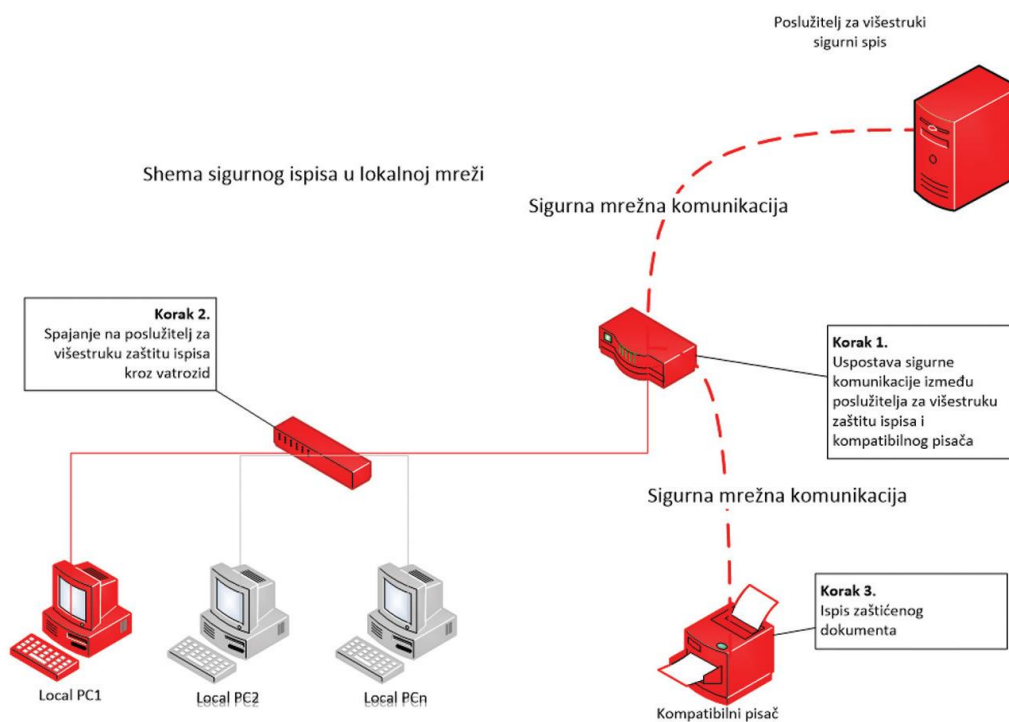 Poslužitelj za višestruki
sigurni spis
Shema sigurnog ispisa u lokalnoj mreži
Sigurna mrežna komunikacija
Korak 2.
Spajanje na poslužitelj za
višestruku zaštitu ispisa
kroz vatrozid
Korak 1.
Uspostava sigurne
komunikacije između
poslužitelja za višestruku
zaštitu ispisa i
kompatibilnog pisača
Sigurna mrežna komunikacija
Korak 3.
Ispis zaštićenog
dokumenta
Local PC1
Local PC2
Local PCn
Kompatibilni pisač